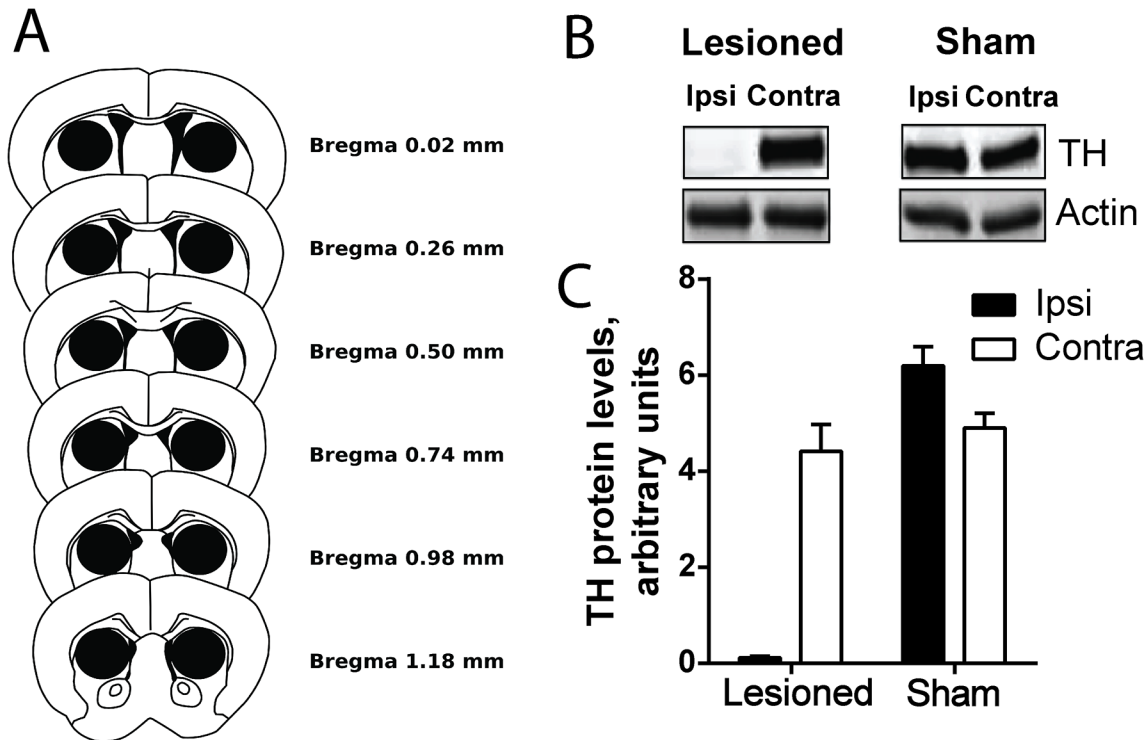 A
Bregma 0.02 mm
Bregma 0.26 mm
Bregma 0.50 mm
Bregma 0.74 mm
Bregma 0.98 mm
Bregma 1.18 mm
B
Lesioned Sham
Ipsi Contra Ipsi Contra
TH
Actin
C
TH protein levels,
arbitrary units
8
6
4
2
0
Ipsi
Contra
Lesioned Sham